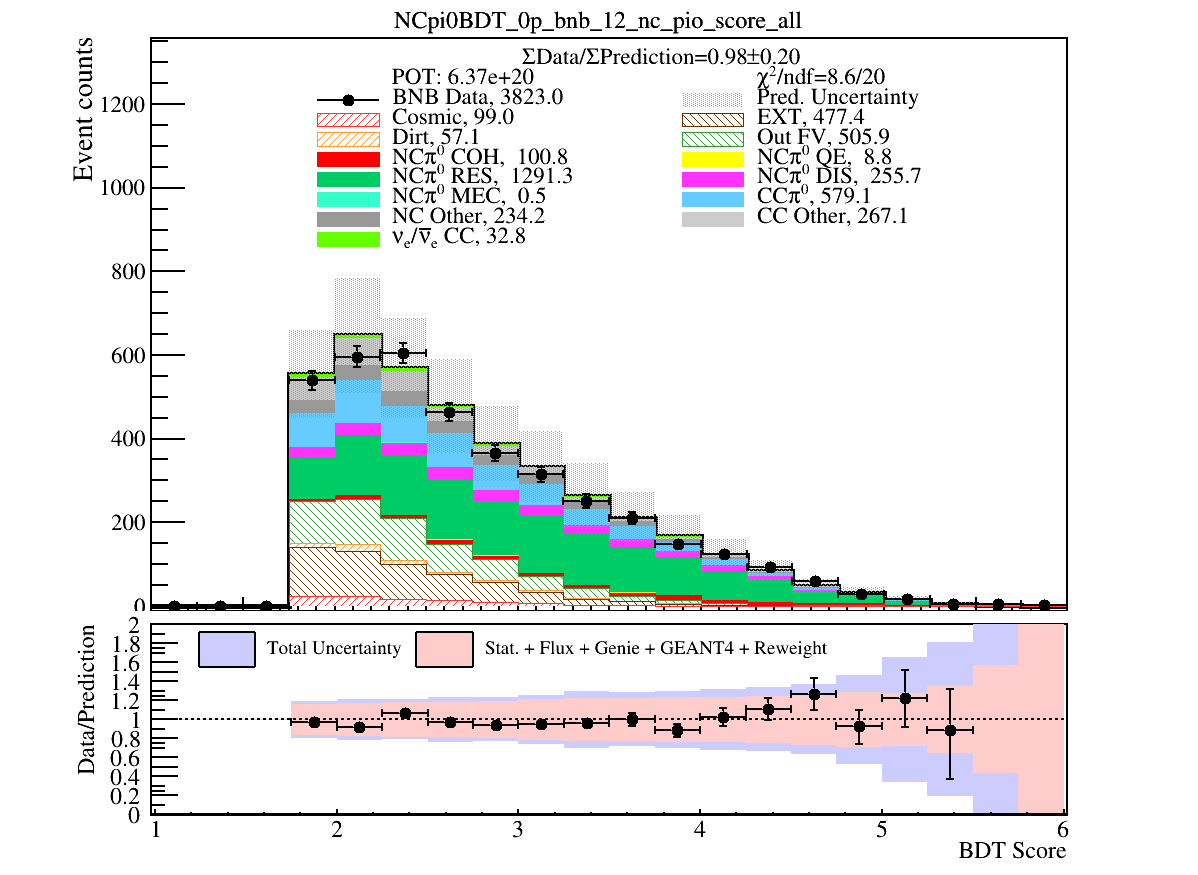 NCpi0BDT_0p_bnb_12_nc_pio_score_all
ΣData/ΣPrediction=0.98±0.20
POT: 6.37e+20
χ²/ndf=8.6/20
BNB Data, 3823.0
Pred. Uncertainty
Cosmic, 99.0
EXT, 477.4
Dirt, 57.1
Out FV, 505.9
NCπ⁰ COH, 100.8
NCπ⁰ QE, 8.8
NCπ⁰ RES, 1291.3
NCπ⁰ DIS, 255.7
NCπ⁰ MEC, 0.5
CCπ⁰, 579.1
NC Other, 234.2
CC Other, 267.1
νₑ/ν̅ₑ CC, 32.8
Event counts
1200
1000
800
600
400
200
0
Total Uncertainty
Stat. + Flux + Genie + GEANT4 + Reweight
Data/Prediction
2
1.8
1.6
1.4
1.2
1
0.8
0.6
0.4
0.2
0
1 2 3 4 5 6
BDT Score